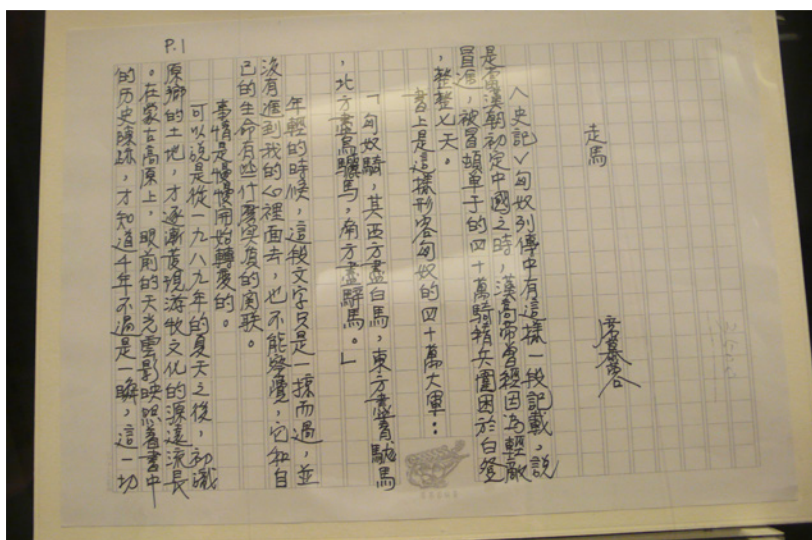 走馬
席慕蓉
＜史記＞匈奴列傳中有這樣一段記載，說
是當漢朝初定中國之時，漢高帝曾經因為輕敵
冒進，被冒頓單于的四十萬騎精兵圍困於白登
，整整七天。
書上是這樣形容匈奴的四十萬大軍：
「匈奴騎，其西方盡白馬，東方盡青駹馬
，北方盡烏驪馬，南方盡騂馬。」
年輕的時候，這段文字只是一掠而過，並
沒有進到我的心裡面去，也不能察覺，它和自
己的生命有些什麼実質的関联。
事情是慢慢開始轉變的。
可以說是從一九八九年的夏天之後，初識
原鄉的土地，才逐漸發現游牧文化的源遠流長
。在蒙古高原上，眼前的天光雲影映照着書中
的历史陳跡，才知道千年不過是一瞬，這一切
P.1